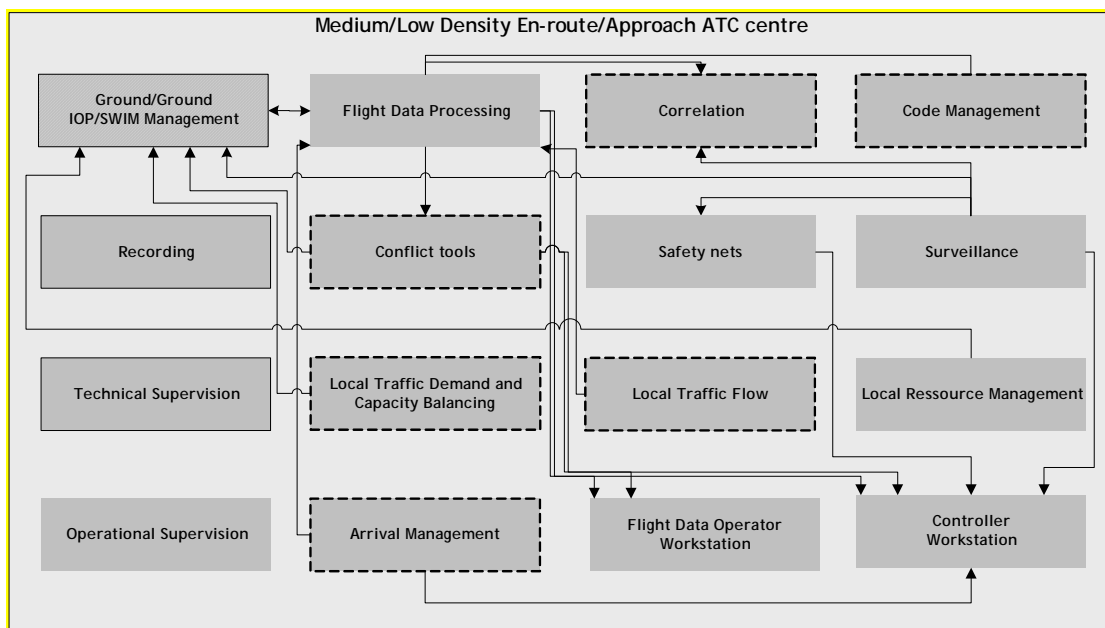 Medium/Low Density En-route/Approach ATC centre
Ground/Ground
IOP/SWIM Management
Flight Data Processing
Correlation
Code Management
Recording
Conflict tools
Safety nets
Surveillance
Technical Supervision
Local Traffic Demand and
Capacity Balancing
Local Traffic Flow
Local Ressource Management
Operational Supervision
Arrival Management
Flight Data Operator
Workstation
Controller
Workstation